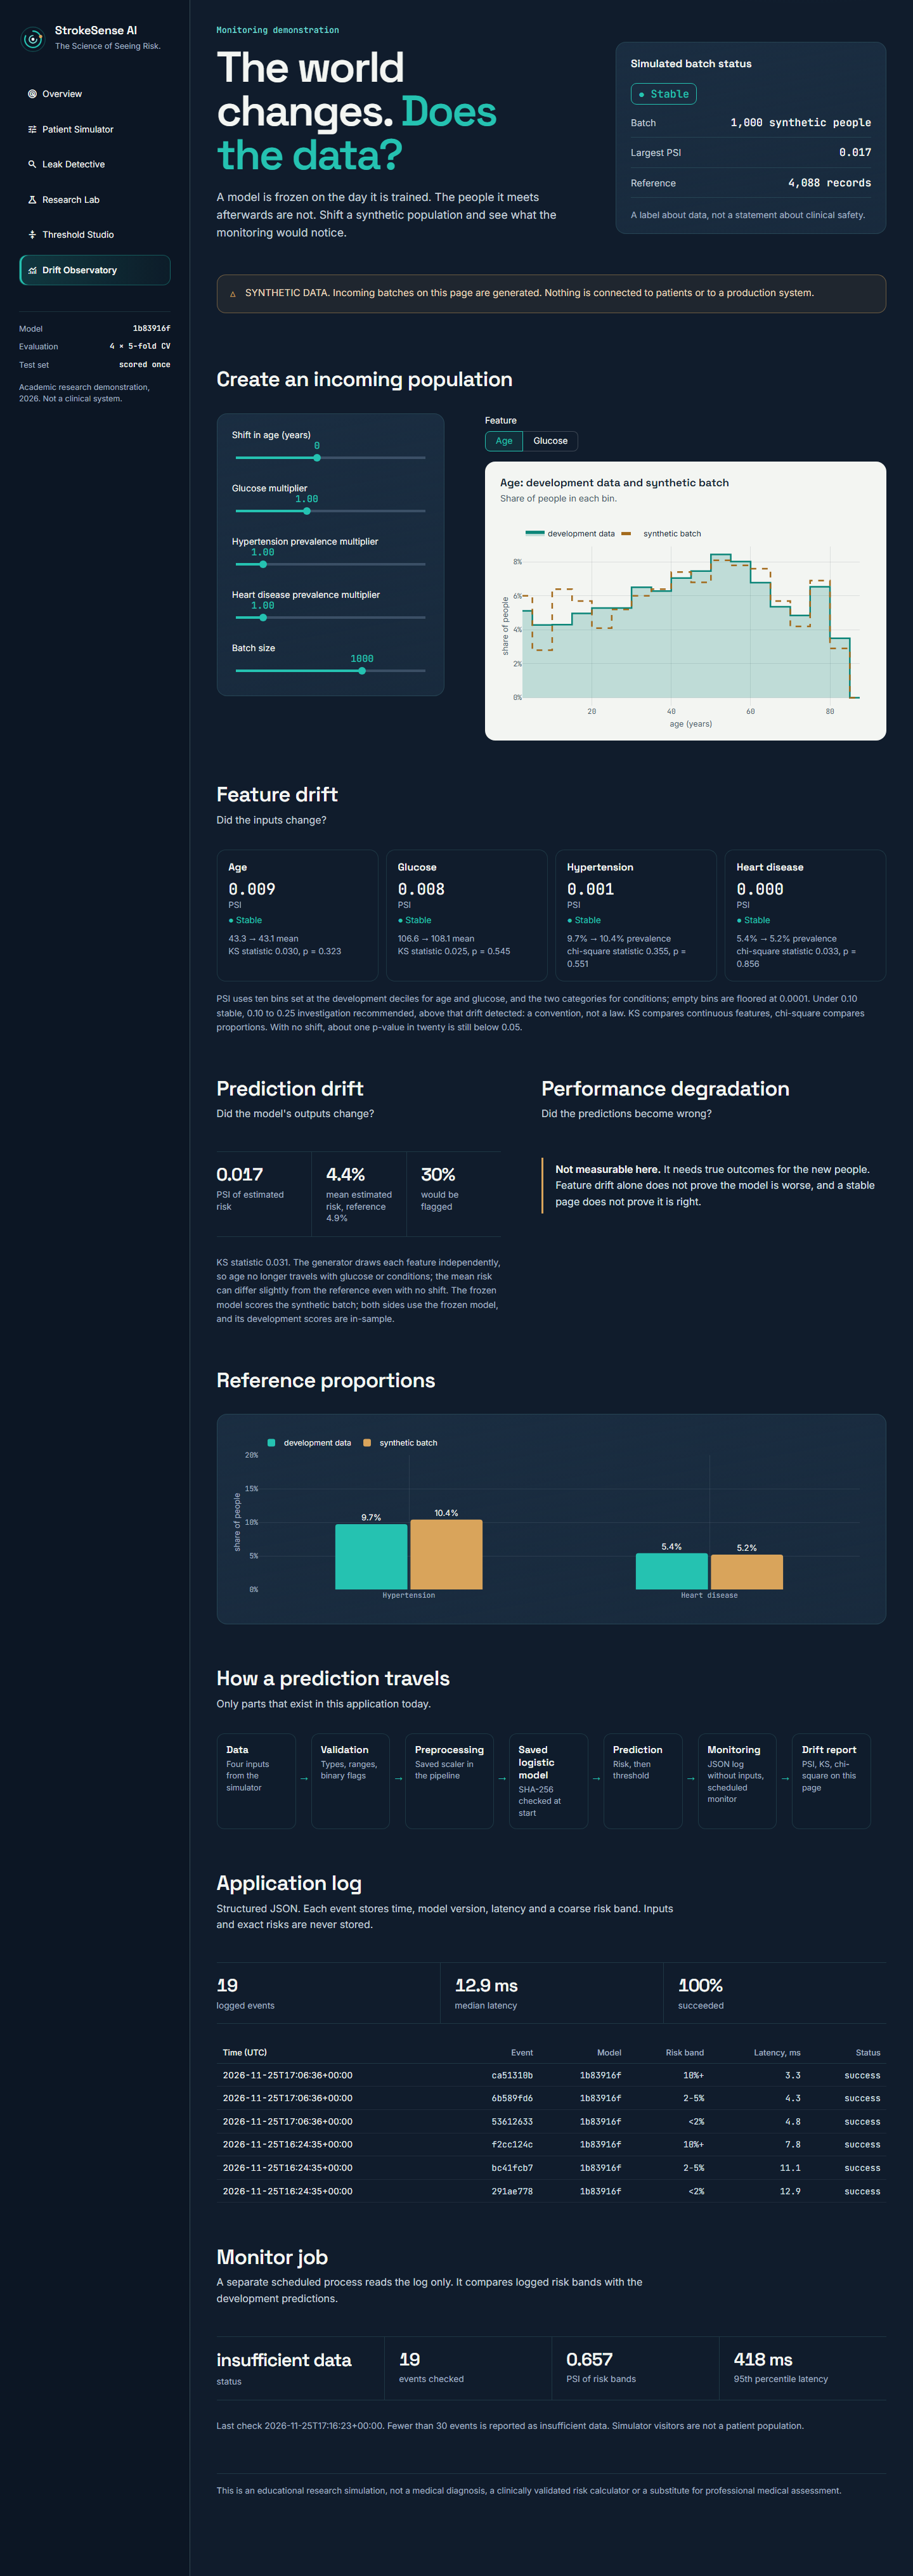 StrokeSense AI
The Science of Seeing Risk.
Overview
Patient Simulator
Leak Detective
Research Lab
Threshold Studio
Drift Observatory
Model 1b83916f
Evaluation 4 × 5-fold CV
Test set scored once
Academic research demonstration,
2026. Not a clinical system.
Monitoring demonstration
The world
changes. Does
the data?
A model is frozen on the day it is trained. The people it meets
afterwards are not. Shift a synthetic population and see what the
monitoring would notice.
Simulated batch status
● Stable
Batch 1,000 synthetic people
Largest PSI 0.017
Reference 4,088 records
A label about data, not a statement about clinical safety.
△ SYNTHETIC DATA. Incoming batches on this page are generated. Nothing is connected to patients or to a production system.
Create an incoming population
Shift in age (years)
0
Glucose multiplier
1.00
Hypertension prevalence multiplier
1.00
Heart disease prevalence multiplier
1.00
Batch size
1000
Feature
Age Glucose
Age: development data and synthetic batch
Share of people in each bin.
development data synthetic batch
8%
6%
4%
2%
0%
share of people
20 40 60 80
age (years)
Feature drift
Did the inputs change?
Age
0.009
PSI
● Stable
43.3 → 43.1 mean
KS statistic 0.030, p = 0.323
Glucose
0.008
PSI
● Stable
106.6 → 108.1 mean
KS statistic 0.025, p = 0.545
Hypertension
0.001
PSI
● Stable
9.7% → 10.4% prevalence
chi-square statistic 0.355, p =
0.551
Heart disease
0.000
PSI
● Stable
5.4% → 5.2% prevalence
chi-square statistic 0.033, p =
0.856
PSI uses ten bins set at the development deciles for age and glucose, and the two categories for conditions; empty bins are floored at 0.0001. Under 0.10
stable, 0.10 to 0.25 investigation recommended, above that drift detected: a convention, not a law. KS compares continuous features, chi-square compares
proportions. With no shift, about one p-value in twenty is still below 0.05.
Prediction drift
Did the model's outputs change?
0.017
PSI of estimated
risk
4.4%
mean estimated
risk, reference
4.9%
30%
would be
flagged
KS statistic 0.031. The generator draws each feature independently,
so age no longer travels with glucose or conditions; the mean risk
can differ slightly from the reference even with no shift. The frozen
model scores the synthetic batch; both sides use the frozen model,
and its development scores are in-sample.
Performance degradation
Did the predictions become wrong?
Not measurable here. It needs true outcomes for the new people.
Feature drift alone does not prove the model is worse, and a stable
page does not prove it is right.
Reference proportions
development data synthetic batch
20%
15%
10%
5%
0%
share of people
9.7% 10.4% 5.4% 5.2%
Hypertension Heart disease
How a prediction travels
Only parts that exist in this application today.
Data
Four inputs
from the
simulator
→
Validation
Types, ranges,
binary flags
→
Preprocessing
Saved scaler in
the pipeline
→
Saved
logistic
model
SHA-256
checked at
start
→
Prediction
Risk, then
threshold
→
Monitoring
JSON log
without inputs,
scheduled
monitor
→
Drift report
PSI, KS, chi-
square on this
page
Application log
Structured JSON. Each event stores time, model version, latency and a coarse risk band. Inputs
and exact risks are never stored.
19
logged events
12.9 ms
median latency
100%
succeeded
Time (UTC) Event Model Risk band Latency, ms Status
2026-11-25T17:06:36+00:00 ca51310b 1b83916f 10%+ 3.3 success
2026-11-25T17:06:36+00:00 6b589fd6 1b83916f 2-5% 4.3 success
2026-11-25T17:06:36+00:00 53612633 1b83916f <2% 4.8 success
2026-11-25T16:24:35+00:00 f2cc124c 1b83916f 10%+ 7.8 success
2026-11-25T16:24:35+00:00 bc41fcb7 1b83916f 2-5% 11.1 success
2026-11-25T16:24:35+00:00 291ae778 1b83916f <2% 12.9 success
Monitor job
A separate scheduled process reads the log only. It compares logged risk bands with the
development predictions.
insufficient data
status
19
events checked
0.657
PSI of risk bands
418 ms
95th percentile latency
Last check 2026-11-25T17:16:23+00:00. Fewer than 30 events is reported as insufficient data. Simulator visitors are not a patient population.
This is an educational research simulation, not a medical diagnosis, a clinically validated risk calculator or a substitute for professional medical assessment.